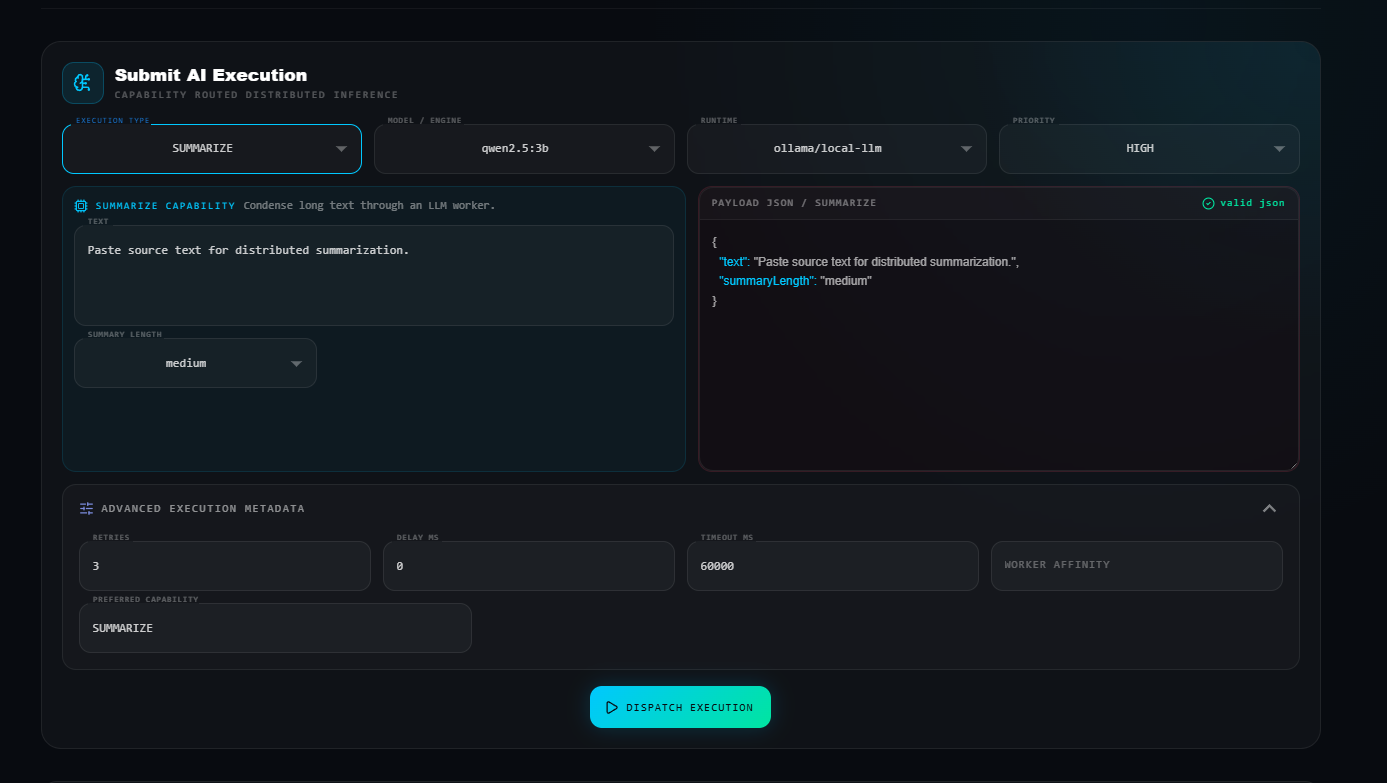 Submit AI Execution
CAPABILITY ROUTED DISTRIBUTED INFERENCE
EXECUTION TYPE
SUMMARIZE
MODEL / ENGINE
qwen2.5:3b
RUNTIME
ollama/local-llm
PRIORITY
HIGH
SUMMARIZE CAPABILITY Condense long text through an LLM worker.
TEXT
Paste source text for distributed summarization.
SUMMARY LENGTH
medium
PAYLOAD JSON / SUMMARIZE
valid json
{
"text": "Paste source text for distributed summarization.",
"summaryLength": "medium"
}
ADVANCED EXECUTION METADATA
RETRIES
3
DELAY MS
0
TIMEOUT MS
60000
WORKER AFFINITY
PREFERRED CAPABILITY
SUMMARIZE
DISPATCH EXECUTION